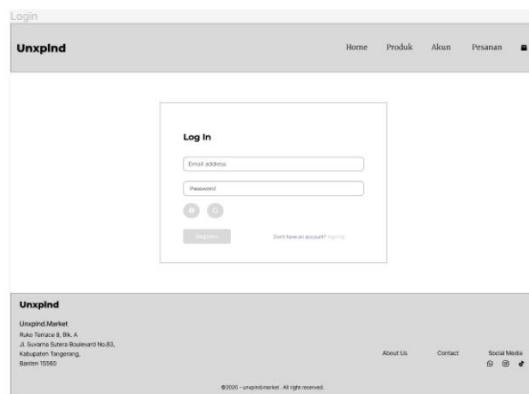 Login
Unxplnd
Home Produk Akun Pesanan
Log In
Email address
Password
Register
Don't have an account? Sign Up
Unxplnd
Unxplnd.Market
Ruko Terrace 8, Blk. A
Jl. Suvarna Sutera Boulevard No.83,
Kabupaten Tangerang,
Banten 15560
About Us Contact Social Media
©2020 - unxplnd.market . All right reserved.